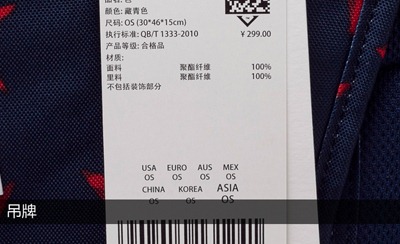 颜色: 藏青色
尺码: OS (30*46*15cm)
执行标准: QB/T 1333-2010
¥ 299.00
产品等级: 合格品
材质:
面料 聚酯纤维 100%
里料 聚酯纤维 100%
不包括装饰部分
USA EURO AUS MEX
OS OS OS OS
CHINA KOREA ASIA
OS OS OS
吊牌